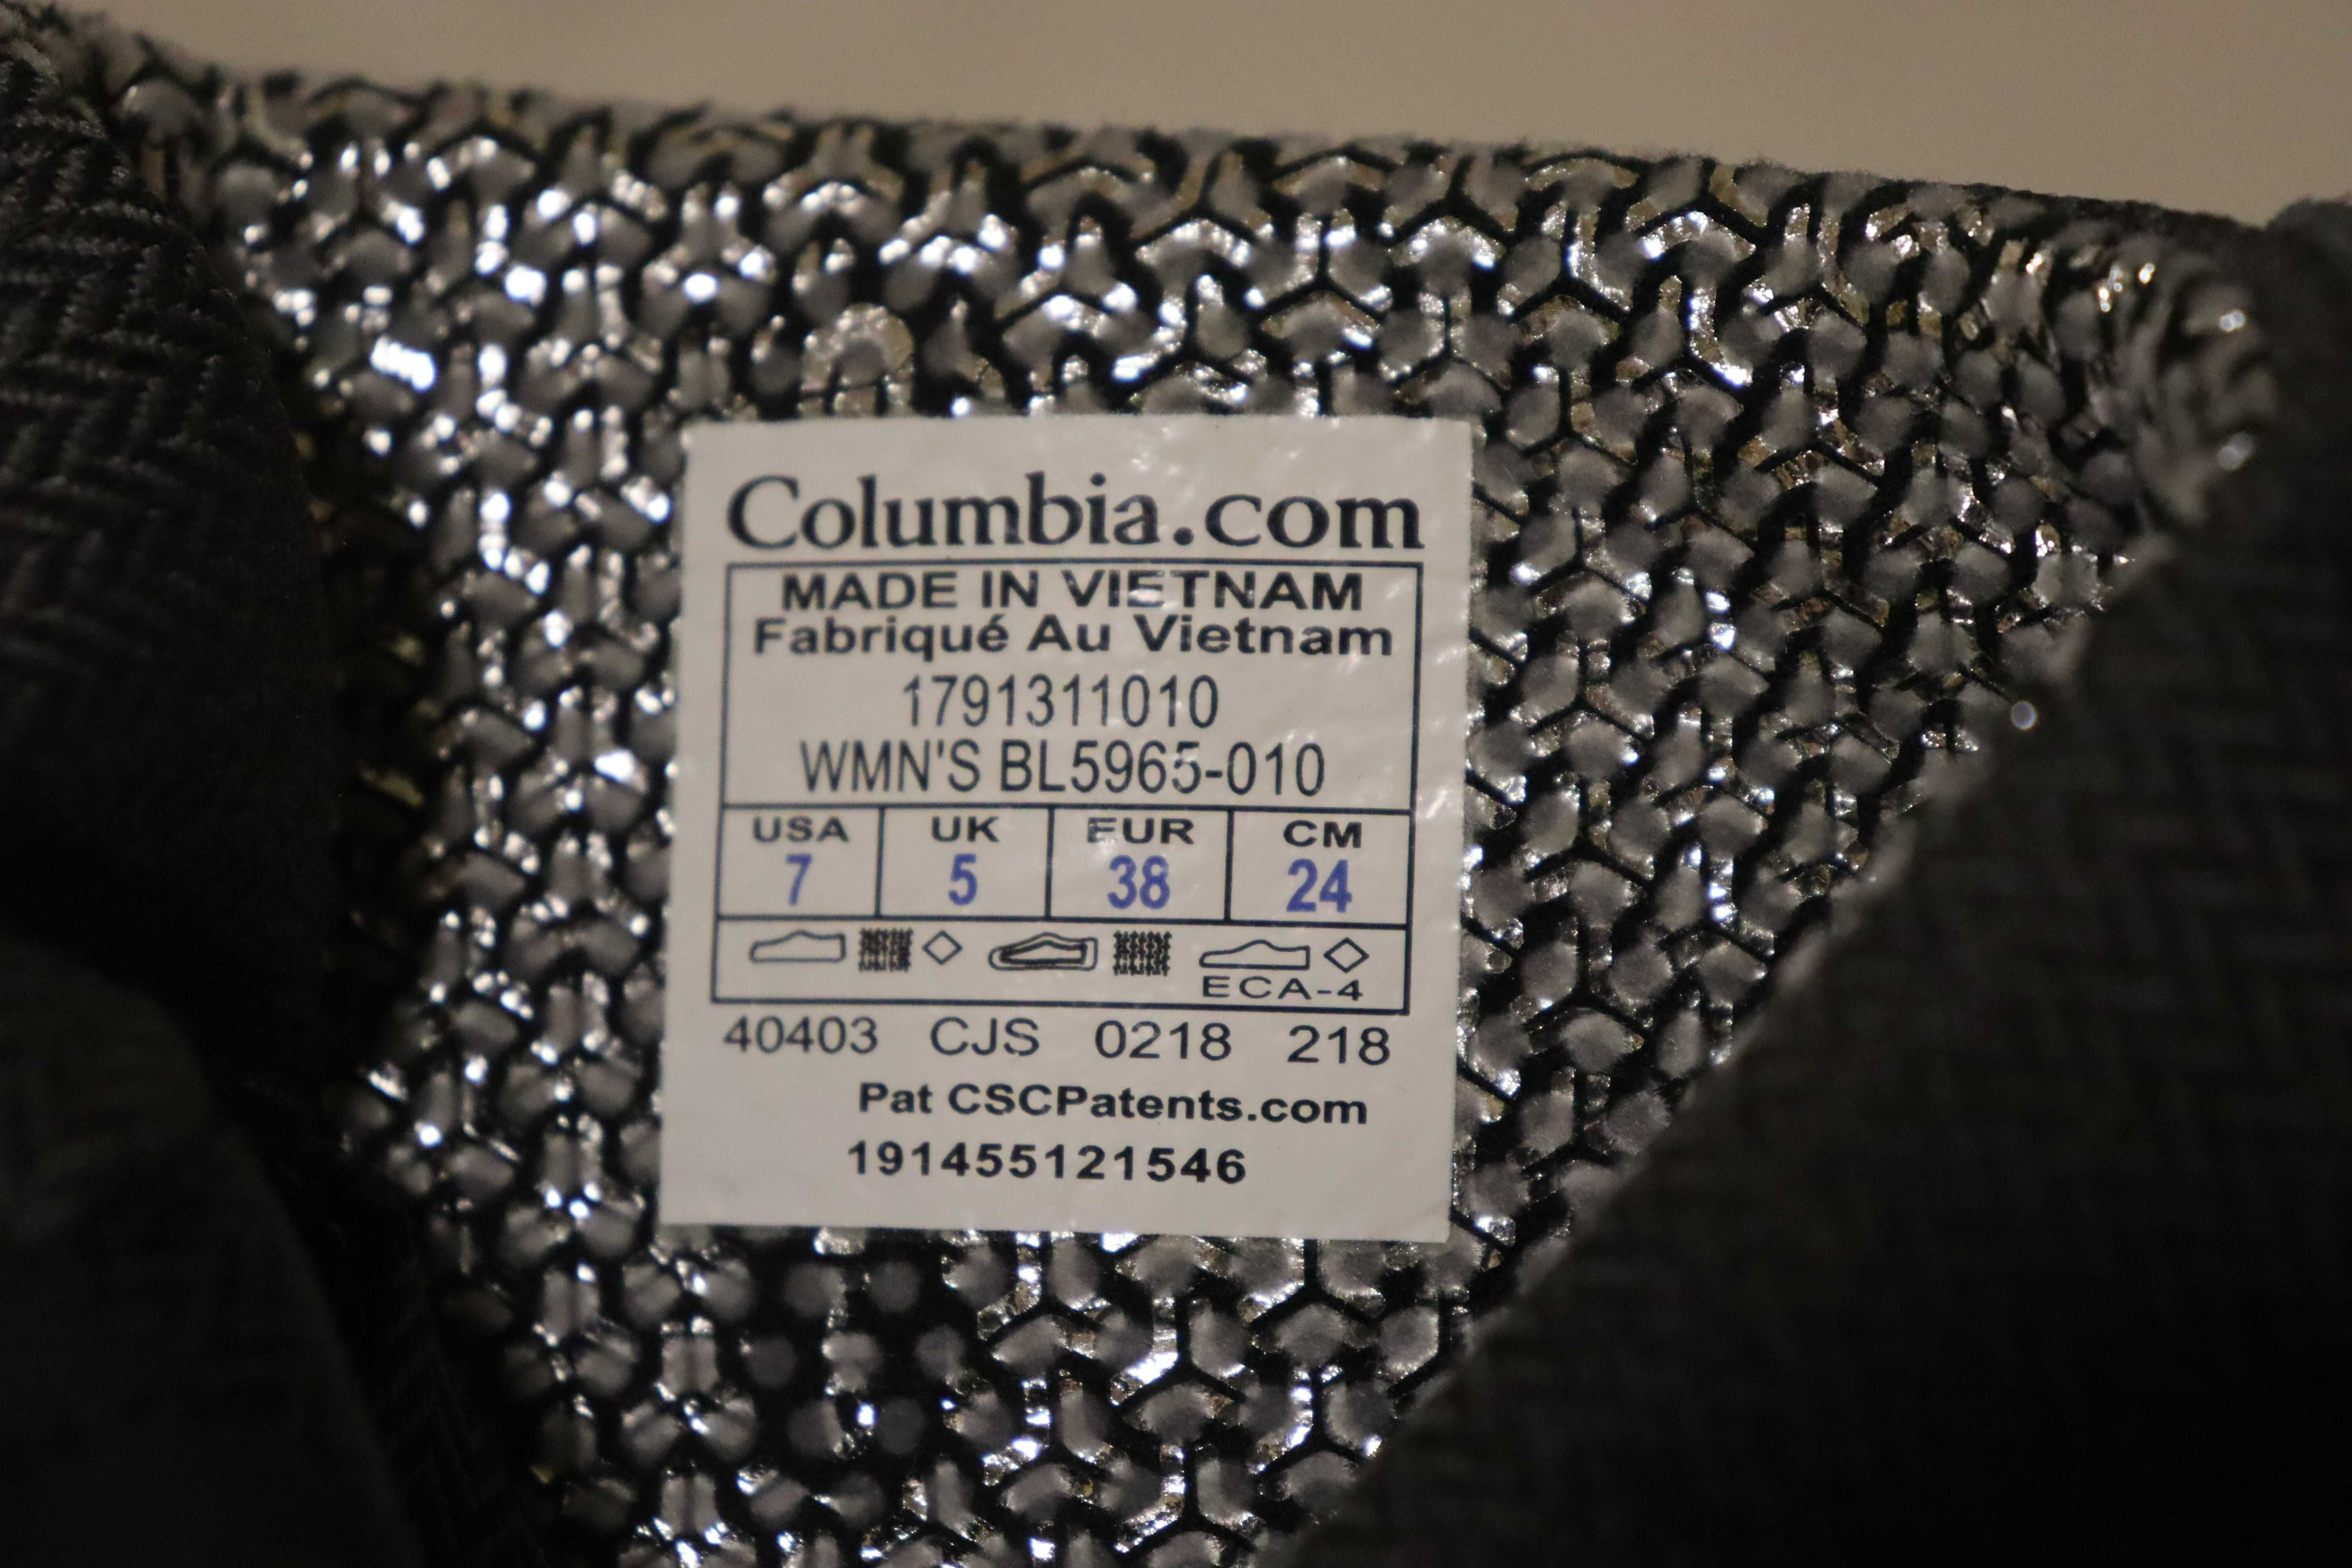 Columbia.com
MADE IN VIETNAM
Fabriqué Au Vietnam
1791311010
WMN'S BL5965-010
USA UK EUR CM
7 5 38 24
ECA-4
40403 CJS 0218 218
Pat CSCPatents.com
191455121546